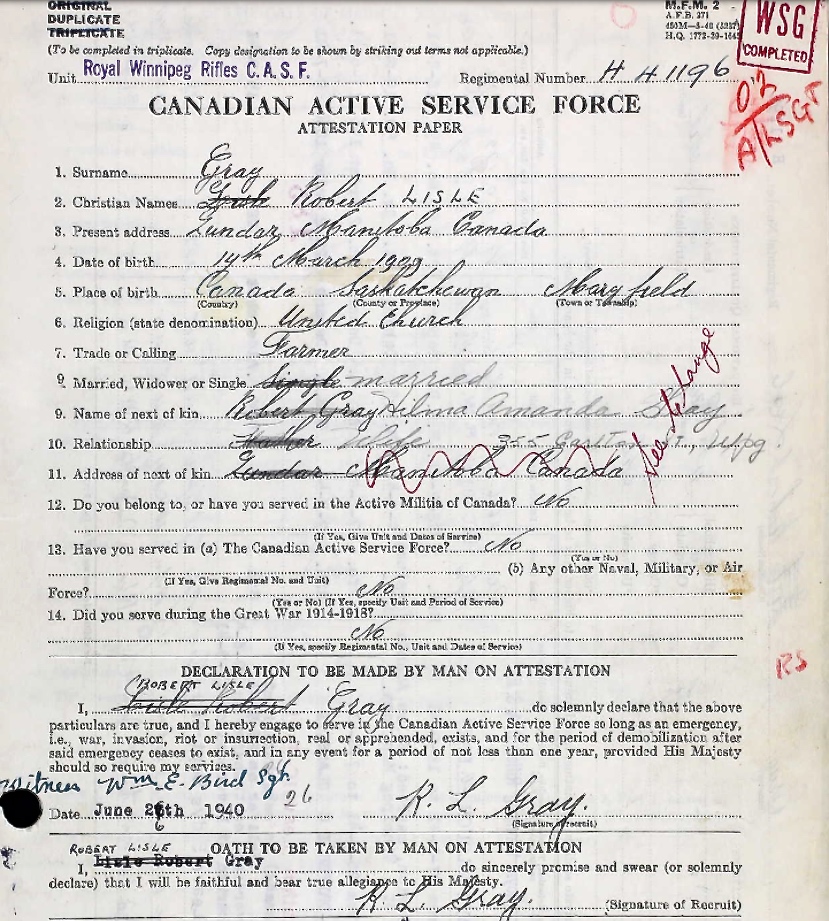 ORIGINAL
DUPLICATE
TRIPLICATE
M.F.M. 2
A.F.B. 271
H.Q. 1772-39-1645
WSG
COMPLETED
(To be completed in triplicate. Copy designation to be shown by striking out terms not applicable.)
Unit Royal Winnipeg Rifles C.A.S.F. Regimental Number H 41196
02
A/LSGT
CANADIAN ACTIVE SERVICE FORCE
ATTESTATION PAPER
1. Surname Gray
2. Christian Names Robert LISLE
3. Present address Lundar Manitoba Canada
4. Date of birth 14th March 1909
5. Place of birth Canada Saskatchewan Maryfield
(Country) (County or Province) (Town or Township)
6. Religion (state denomination) United Church
7. Trade or Calling Farmer
9. Married, Widower or Single Single married
9. Name of next of kin Robert Gray Hilma Amanda Gray
10. Relationship Father Wife 355 Carlton St., Wpg.
11. Address of next of kin Lundar Manitoba Canada
See change
12. Do you belong to, or have you served in the Active Militia of Canada? No
(If Yes, Give Unit and Dates of Service)
13. Have you served in (a) The Canadian Active Service Force? No
(Yes or No)
(b) Any other Naval, Military, or Air
(If Yes, Give Regimental No. and Unit)
Force? No
(Yes or No) (If Yes, specify Unit and Period of Service)
14. Did you serve during the Great War 1914-1918?
No
(If Yes, specify Regimental No., Unit and Dates of Service)
RS
DECLARATION TO BE MADE BY MAN ON ATTESTATION
ROBERT LISLE
I, Lisle Robert Gray do solemnly declare that the above
particulars are true, and I hereby engage to serve in the Canadian Active Service Force so long as an emergency,
i.e., war, invasion, riot or insurrection, real or apprehended, exists, and for the period of demobilization after
said emergency ceases to exist, and in any event for a period of not less than one year, provided His Majesty
should so require my services.
Witness Wm. E. Bird Sgt.
Date June 26th 1940 26 R. L. Gray.
6
(Signature of recruit)
OATH TO BE TAKEN BY MAN ON ATTESTATION
ROBERT LISLE
I, Lisle Robert Gray do sincerely promise and swear (or solemnly
declare) that I will be faithful and bear true allegiance to His Majesty.
R. L. Gray. (Signature of Recruit)